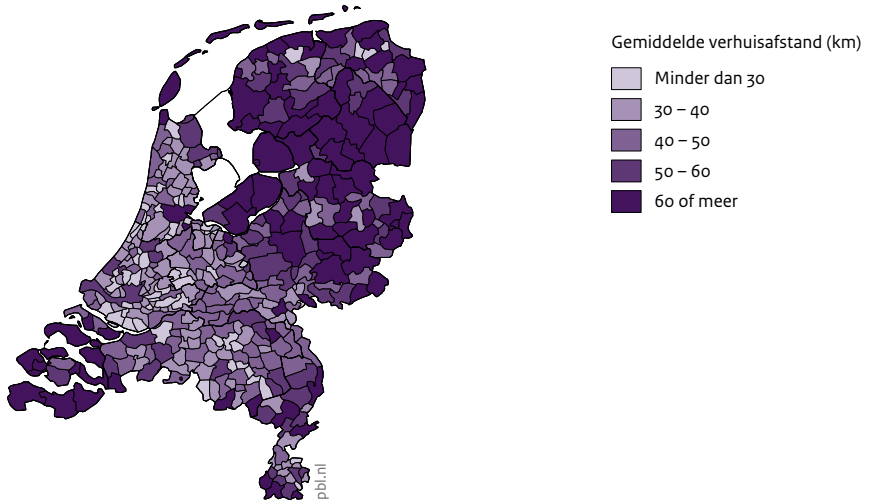 Gemiddelde verhuisafstand (km)
Minder dan 30
30 – 40
40 – 50
50 – 60
60 of meer
pbl.nl